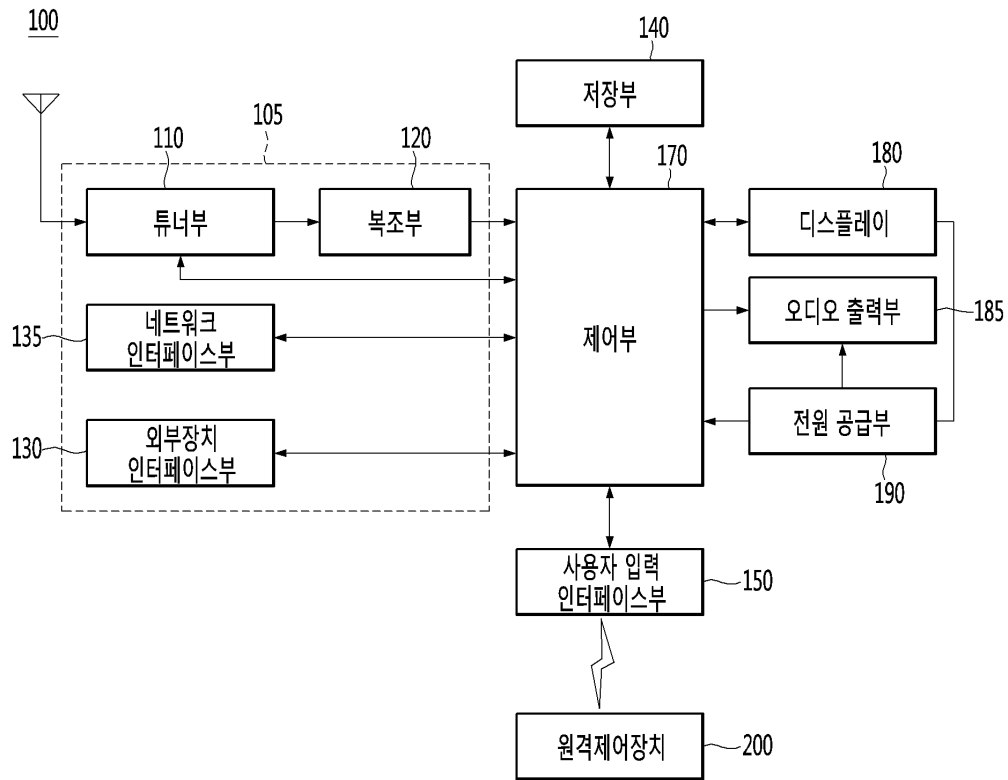 100
140
저장부
105
110
120
170
180
튜너부
복조부
디스플레이
135
네트워크
인터페이스부
제어부
오디오 출력부
185
130
외부장치
인터페이스부
전원 공급부
190
사용자 입력
인터페이스부
150
원격제어장치
200